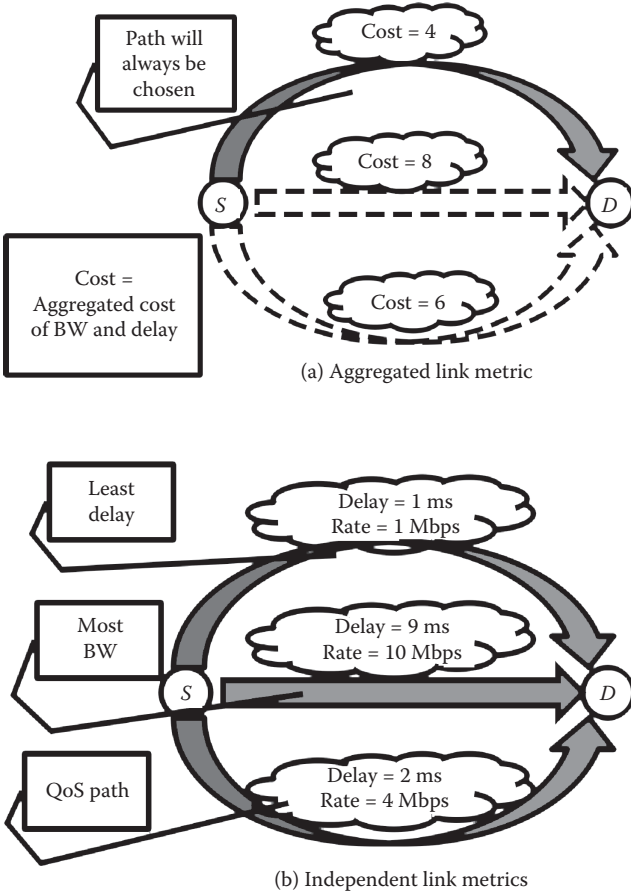 Path will
always be
chosen
Cost = 4
Cost = 8
S
D
Cost =
Aggregated cost
of BW and delay
Cost = 6
(a) Aggregated link metric
Least
delay
Delay = 1 ms
Rate = 1 Mbps
Most
BW
Delay = 9 ms
Rate = 10 Mbps
S
D
QoS path
Delay = 2 ms
Rate = 4 Mbps
(b) Independent link metrics